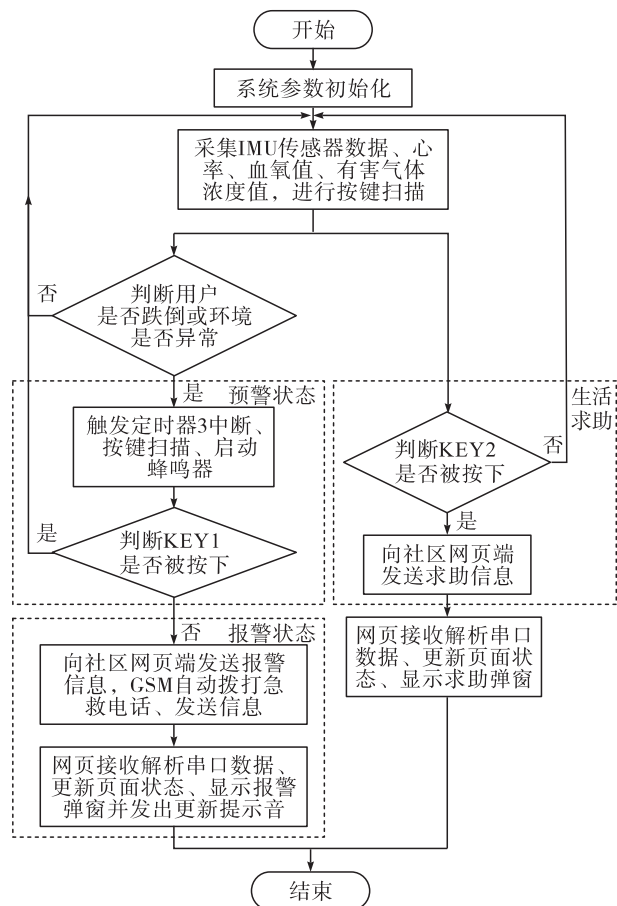 开始
系统参数初始化
采集IMU传感器数据、心
率、血氧值、有害气体
浓度值，进行按键扫描
否
判断用户
是否跌倒或环境
是否异常
是
预警状态
触发定时器3中断、
按键扫描、启动
蜂鸣器
是
判断KEY1
是否被按下
否
报警状态
向社区网页端发送报警
信息，GSM自动拨打急
救电话、发送信息
网页接收解析串口数据、
更新页面状态、显示报警
弹窗并发出更新提示音
生活
求助
判断KEY2
是否被按下
否
是
向社区网页端
发送求助信息
网页接收解析串口
数据、更新页面状
态、显示求助弹窗
结束